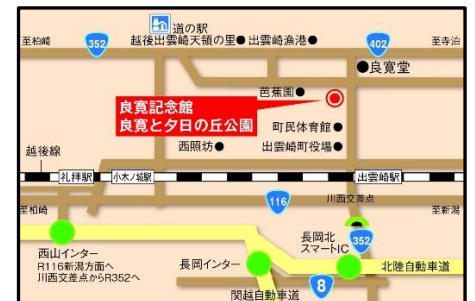 道の駅
至柏崎
352
越後出雲崎天領の里
出雲崎漁港
402
至寺泊
良寛堂
芭蕉園
良寛記念館
良寛と夕日の丘公園
町民体育館
西照坊
出雲崎町役場
越後線
礼拝駅
小木ノ城駅
出雲崎駅
116
川西交差点
至柏崎
至新潟
西山インター
R116新潟方面へ
川西交差点からR352へ
長岡インター
長岡北
スマートIC
352
北陸自動車道
8
関越自動車道